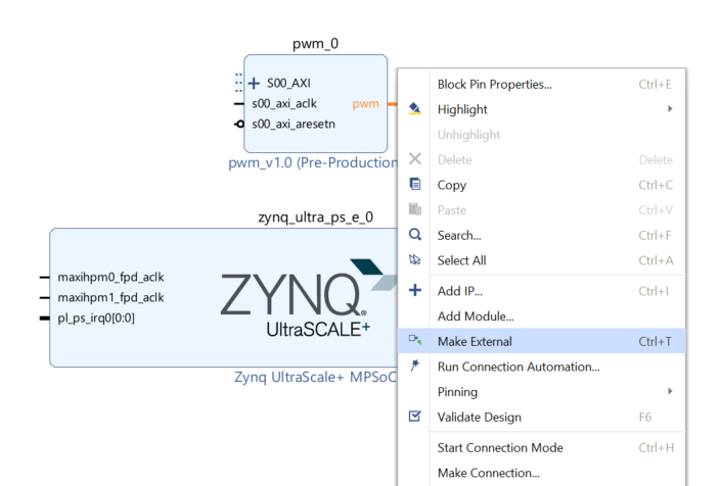 pwm_0
S00_AXI
s00_axi_aclk
pwm
s00_axi_aresetn
pwm_v1.0 (Pre-Production
zynq_ultra_ps_e_0
maxihpm0_fpd_aclk
maxihpm1_fpd_aclk
pl_ps_irq0[0:0]
ZYNQ®
UltraSCALE+
Zynq UltraScale+ MPSoC
Block Pin Properties... Ctrl+E
Highlight
Unhighlight
Delete Delete
Copy Ctrl+C
Paste Ctrl+V
Search... Ctrl+F
Select All Ctrl+A
Add IP... Ctrl+I
Add Module...
Make External Ctrl+T
Run Connection Automation...
Pinning
Validate Design F6
Start Connection Mode Ctrl+H
Make Connection...